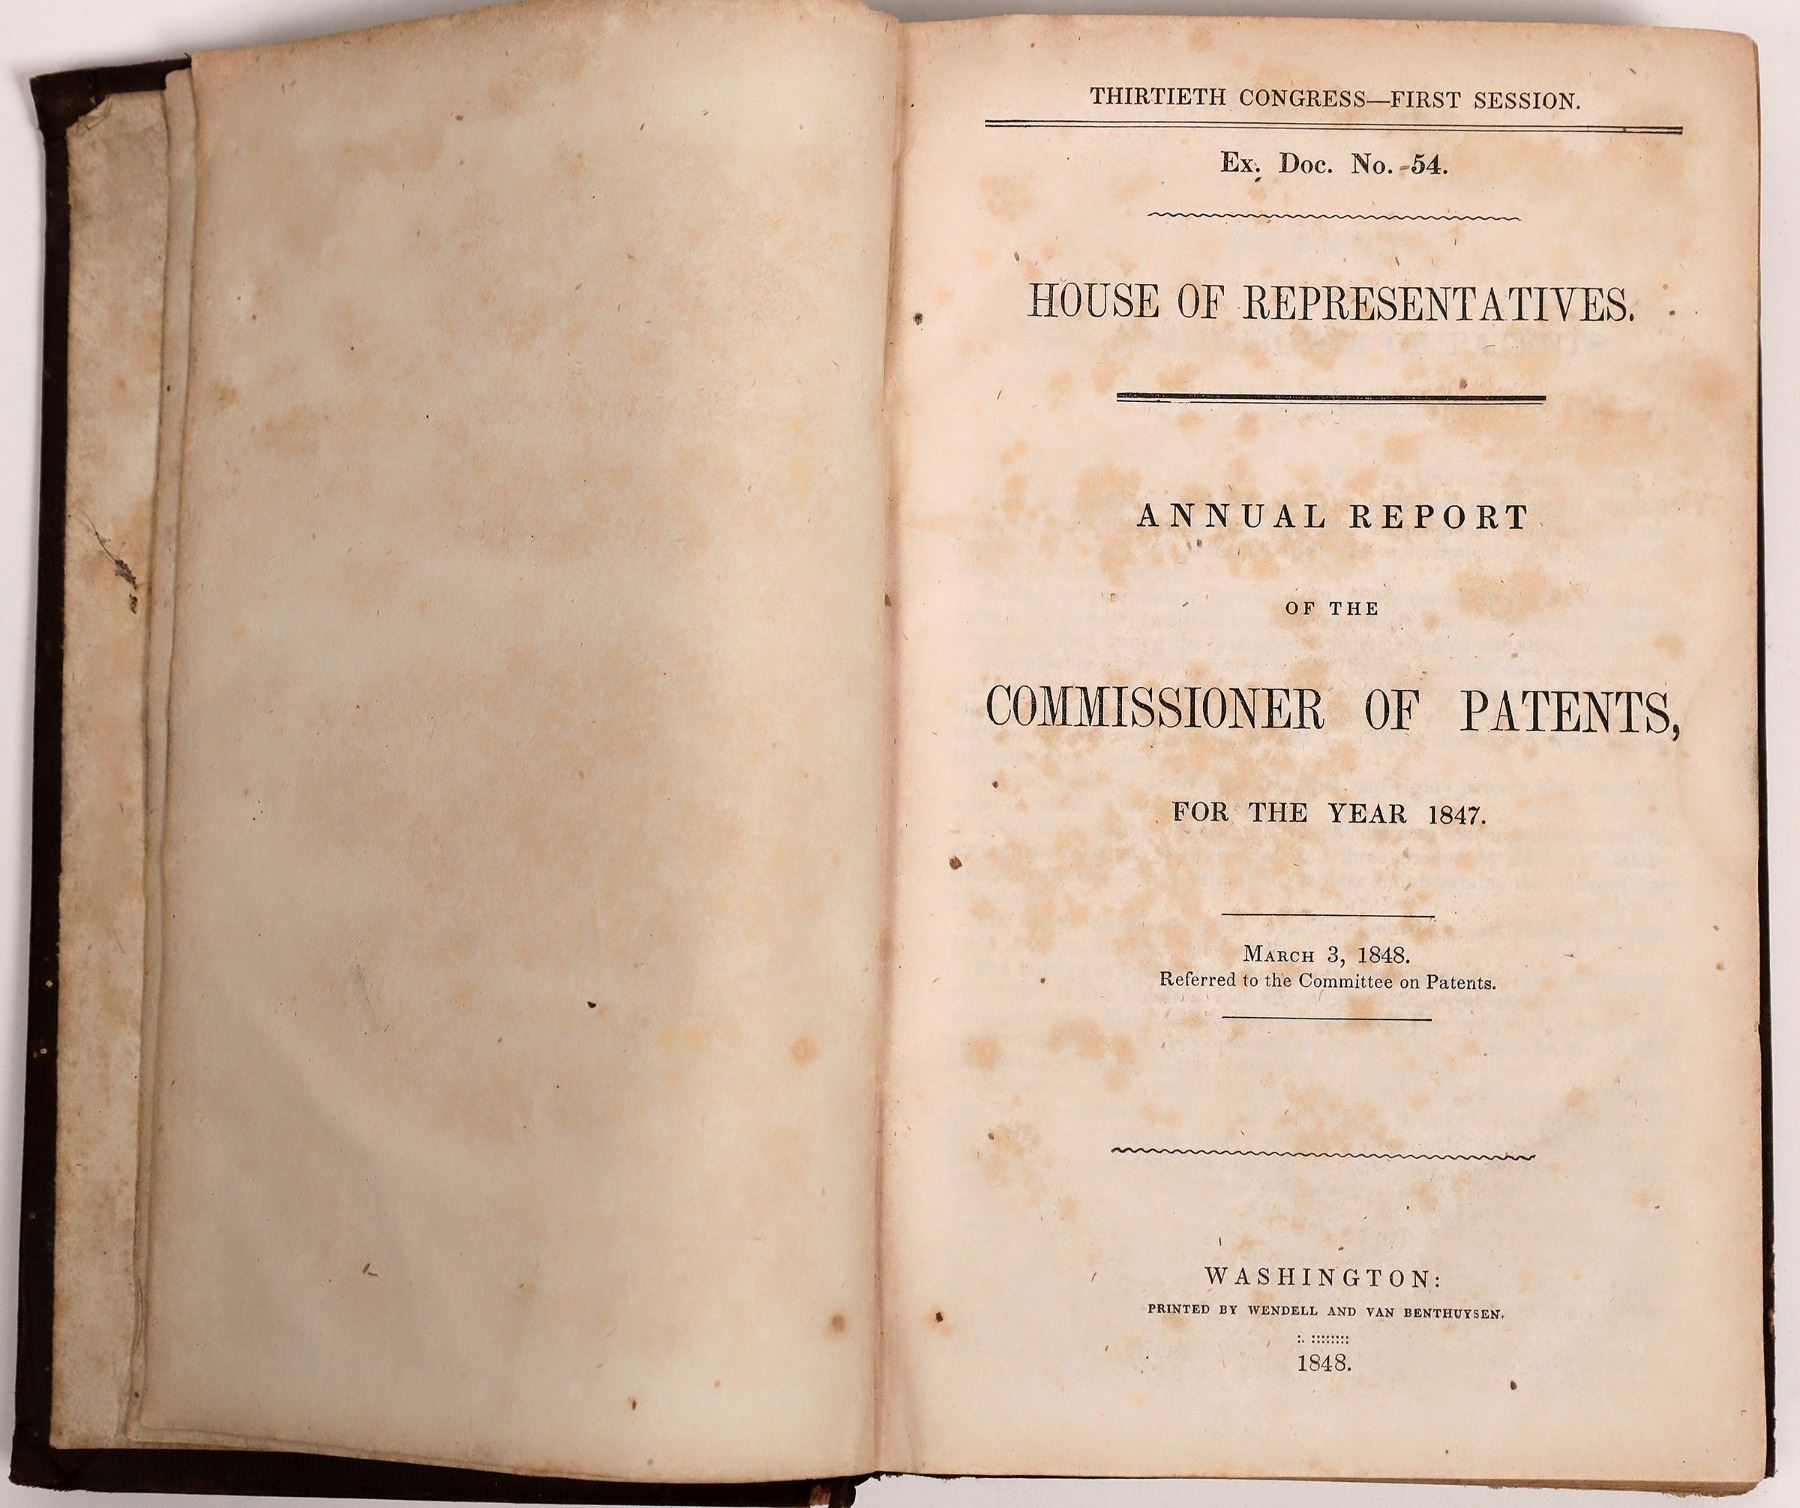 THIRTIETH CONGRESS—FIRST SESSION.
Ex. Doc. No. 54.
HOUSE OF REPRESENTATIVES.
ANNUAL REPORT
OF THE
COMMISSIONER OF PATENTS,
FOR THE YEAR 1847.
MARCH 3, 1848.
Referred to the Committee on Patents.
WASHINGTON:
PRINTED BY WENDELL AND VAN BENTHUYSEN.
1848.